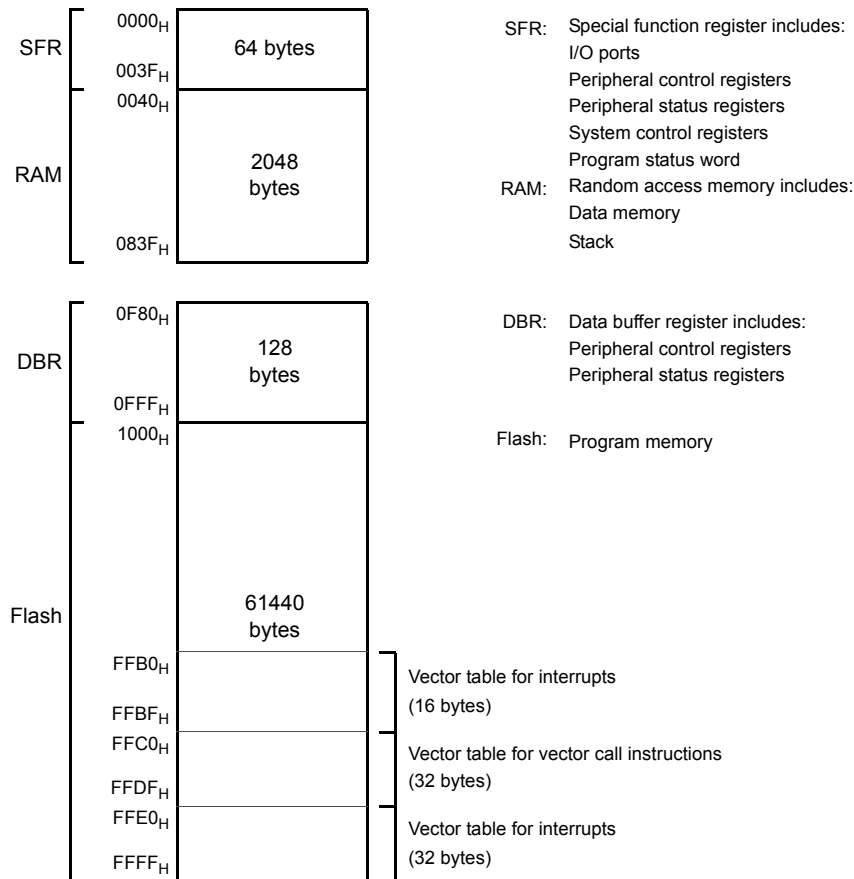 SFR
0000H
64 bytes
003FH
RAM
0040H
2048
bytes
083FH
SFR: Special function register includes:
I/O ports
Peripheral control registers
Peripheral status registers
System control registers
Program status word
RAM: Random access memory includes:
Data memory
Stack
DBR
0F80H
128
bytes
0FFFH
DBR: Data buffer register includes:
Peripheral control registers
Peripheral status registers
Flash
1000H
61440
bytes
Flash: Program memory
FFB0H
FFBFH
Vector table for interrupts
(16 bytes)
FFC0H
FFDFH
Vector table for vector call instructions
(32 bytes)
FFE0H
FFFFH
Vector table for interrupts
(32 bytes)